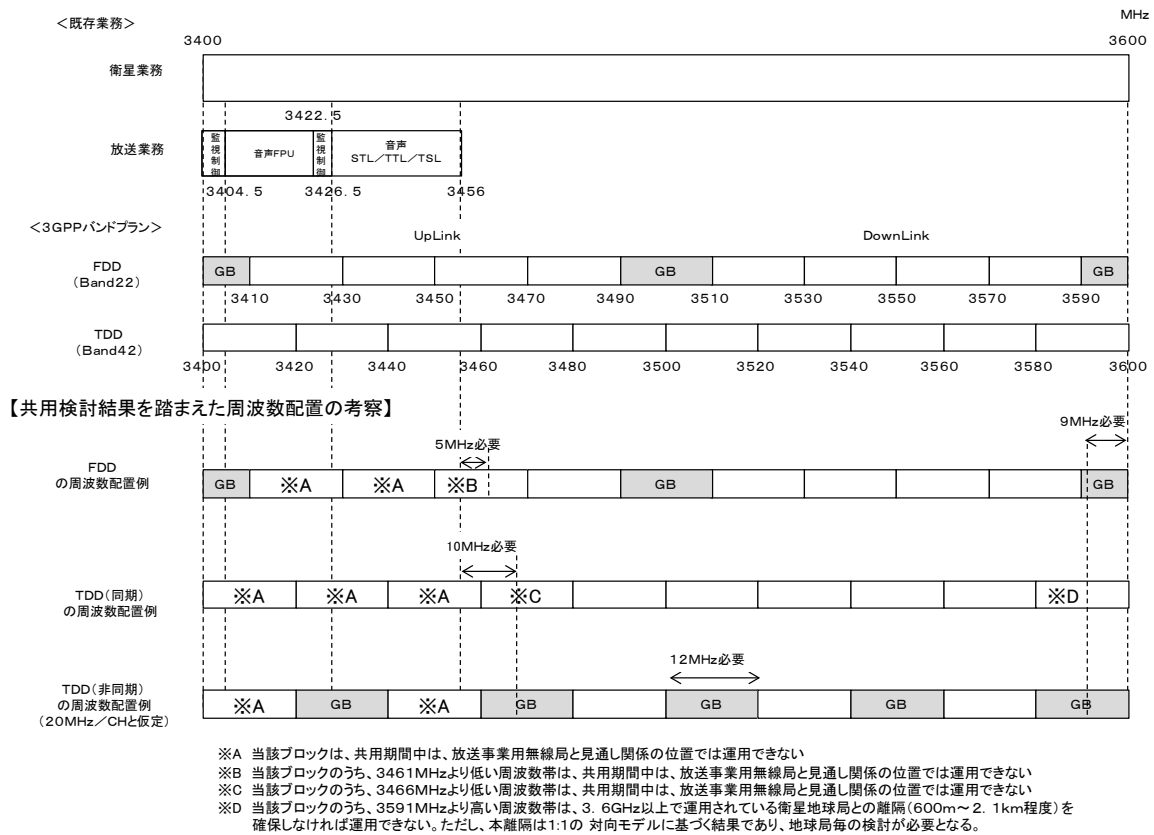 <既存業務>
MHz
3400
3600
衛星業務
3422.5
放送業務
監視制御
音声FPU
監視制御
音声
STL/TTL/TSL
3404.5
3426.5
3456
<3GPPバンドプラン>
UpLink
DownLink
FDD
(Band22)
GB
GB
GB
3410
3430
3450
3470
3490
3510
3530
3550
3570
3590
TDD
(Band42)
3400
3420
3440
3460
3480
3500
3520
3540
3560
3580
3600
【共用検討結果を踏まえた周波数配置の考察】
9MHz必要
5MHz必要
FDD
の周波数配置例
GB
※A
※A
※B
GB
GB
10MHz必要
TDD(同期)
の周波数配置例
※A
※A
※A
※C
※D
12MHz必要
TDD(非同期)
の周波数配置例
(20MHz/CHと仮定)
※A
GB
※A
GB
GB
GB
GB
※A 当該ブロックは、共用期間中は、放送事業用無線局と見通し関係の位置では運用できない
※B 当該ブロックのうち、3461MHzより低い周波数帯は、共用期間中は、放送事業用無線局と見通し関係の位置では運用できない
※C 当該ブロックのうち、3466MHzより低い周波数帯は、共用期間中は、放送事業用無線局と見通し関係の位置では運用できない
※D 当該ブロックのうち、3591MHzより高い周波数帯は、3.6GHz以上で運用されている衛星地球局との離隔(600m~2.1km程度)を
確保しなければ運用できない。ただし、本離隔は1:1の 対向モデルに基づく結果であり、地球局毎の検討が必要となる。